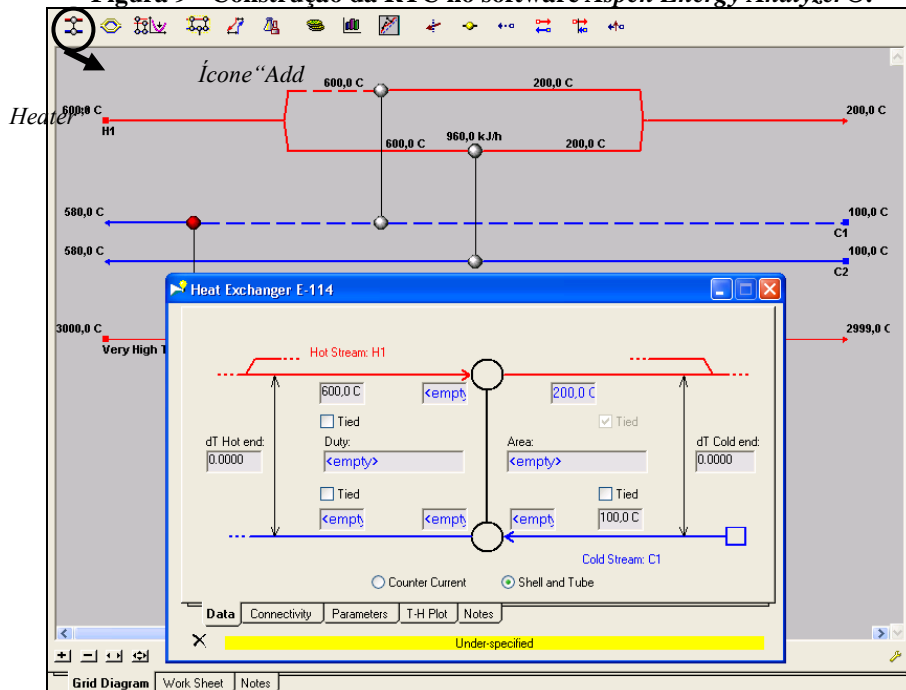 Figura 9 - Construção da RTC no software Aspen Energy Analyzer©.
Ícone“Add
Heater”
600,0 C
200,0 C
600,0 C
H1
200,0 C
600,0 C
960,0 kJ/h
200,0 C
580,0 C
100,0 C
C1
580,0 C
100,0 C
C2
3000,0 C
Very High T
2999,0 C
Heat Exchanger E-114
Hot Stream: H1
600,0 C
<empty
200,0 C
Tied
Tied
dT Hot end:
Duty:
Area:
dT Cold end:
0.0000
<empty>
<empty>
0.0000
Tied
Tied
<empty
<empty
<empty
100,0 C
Cold Stream: C1
Counter Current
Shell and Tube
Data
Connectivity
Parameters
T-H Plot
Notes
Under-specified
Grid Diagram
Work Sheet
Notes